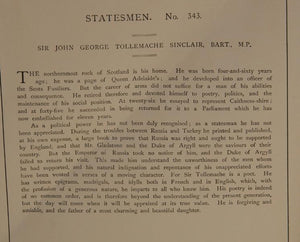 STATESMEN. No. 343.
SIR JOHN GEORGE TOLLEMACHE SINCLAIR, BART., M.P.
THE northernmost rock of Scotland is his home. He was born four-and-sixty years
ago; he was a page of Queen Adelaide's; and he developed into an officer of
the Scots Fusiliers. But the career of arms did not suffice for a man of his abilities
and consequence. He retired therefore and devoted himself to poetry, politics, and the
maintenance of his social position. At twenty-six he essayed to represent Caithness-shire;
and at forty-five he succeeded in being returned for it to a Parliament which he has
now embellished for eleven years.
As a political power he has not been duly recognised; as a statesman he has not
been appreciated. During the troubles between Russia and Turkey he printed and published,
at his own expense, a large book to prove that Russia was right and ought to be supported
by England, and that Mr. Gladstone and the Duke of Argyll were the saviours of their
country. But the Emperor of Russia took no notice of him, and the Duke of Argyll
failed to return his visit. This made him understand the unworthiness of the men whom
he had supported, and his natural indignation and repentance of his unsuspected efforts
have been vented in verses of a moving character. For Sir Tollemache is a poet. He
has written epigrams, madrigals, and idylls both in French and English, which, with the
profession of a generous nature, he imparts to all who know him. His poetry is indeed
of no common order, and is therefore beyond the understanding of the present generation,
but the day will come when it will be appraised at its true value. He is forgiving and
amiable, and the father of a most charming and beautiful daughter.